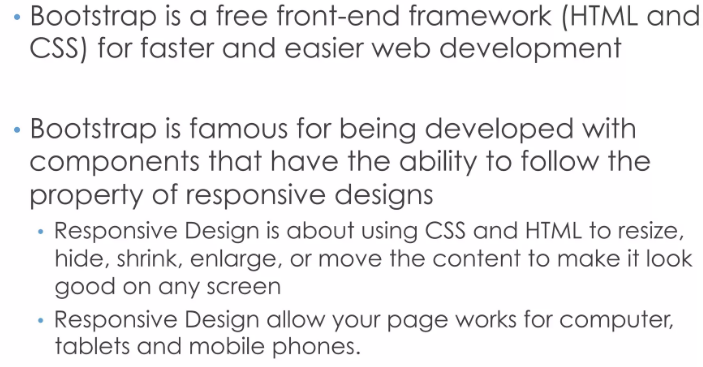 • Bootstrap is a free front-end framework (HTML and
CSS) for faster and easier web development
• Bootstrap is famous for being developed with
components that have the ability to follow the
property of responsive designs
• Responsive Design is about using CSS and HTML to resize,
hide, shrink, enlarge, or move the content to make it look
good on any screen
• Responsive Design allow your page works for computer,
tablets and mobile phones.